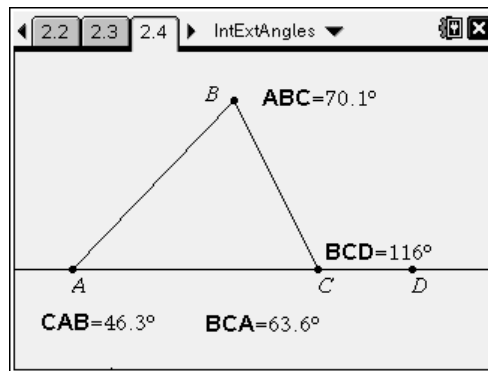 2.2 2.3 2.4 IntExtAngles
B ABC=70.1°
BCD=116°
A C D
CAB=46.3° BCA=63.6°